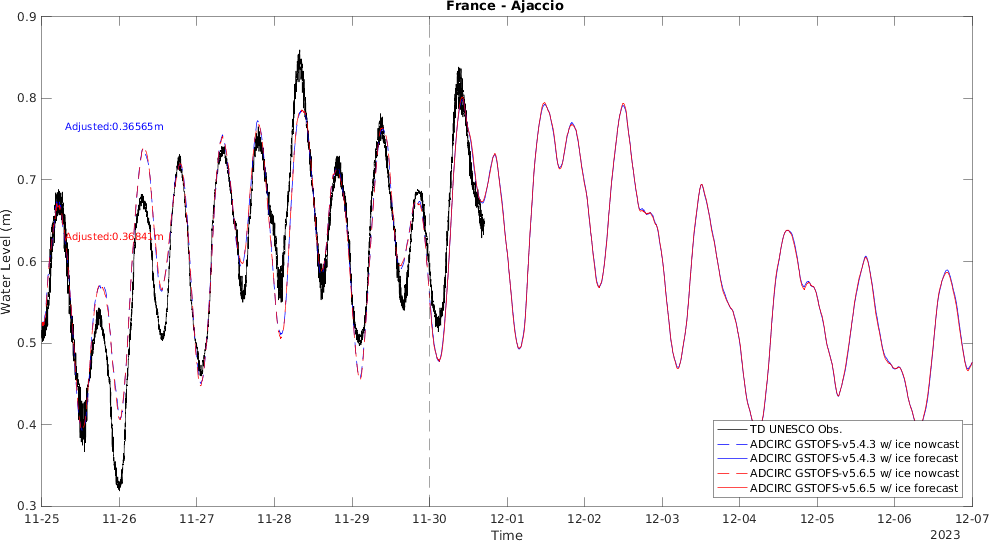 France - Ajaccio
0.9
0.8
0.7
0.6
0.5
0.4
0.3
Water Level (m)
Adjusted:0.36565m
Adjusted:0.36841m
TD UNESCO Obs.
ADCIRC GSTOFS-v5.4.3 w/ ice nowcast
ADCIRC GSTOFS-v5.4.3 w/ ice forecast
ADCIRC GSTOFS-v5.6.5 w/ ice nowcast
ADCIRC GSTOFS-v5.6.5 w/ ice forecast
11-25 11-26 11-27 11-28 11-29 11-30 12-01 12-02 12-03 12-04 12-05 12-06 12-07
Time
2023